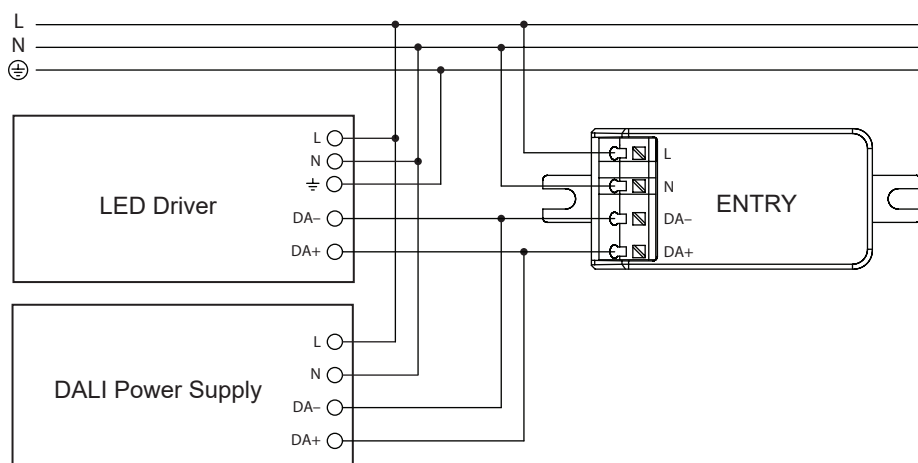 L
N
L
N
LED Driver
DA–
DA+
L
N
DA–
DA+
ENTRY
L
N
DALI Power Supply
DA–
DA+